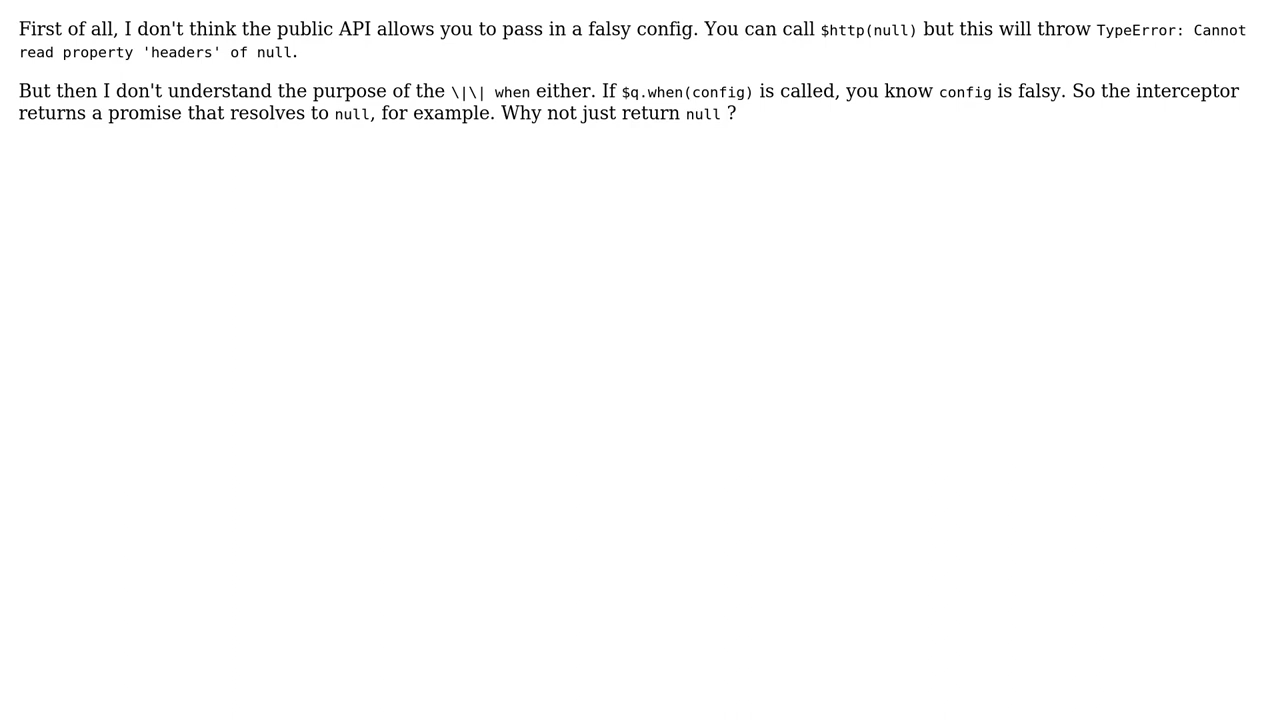 First of all, I don't think the public API allows you to pass in a falsy config. You can call $http(null) but this will throw TypeError: Cannot
read property 'headers' of null.
But then I don't understand the purpose of the \|\| when either. If $q.when(config) is called, you know config is falsy. So the interceptor
returns a promise that resolves to null, for example. Why not just return null ?